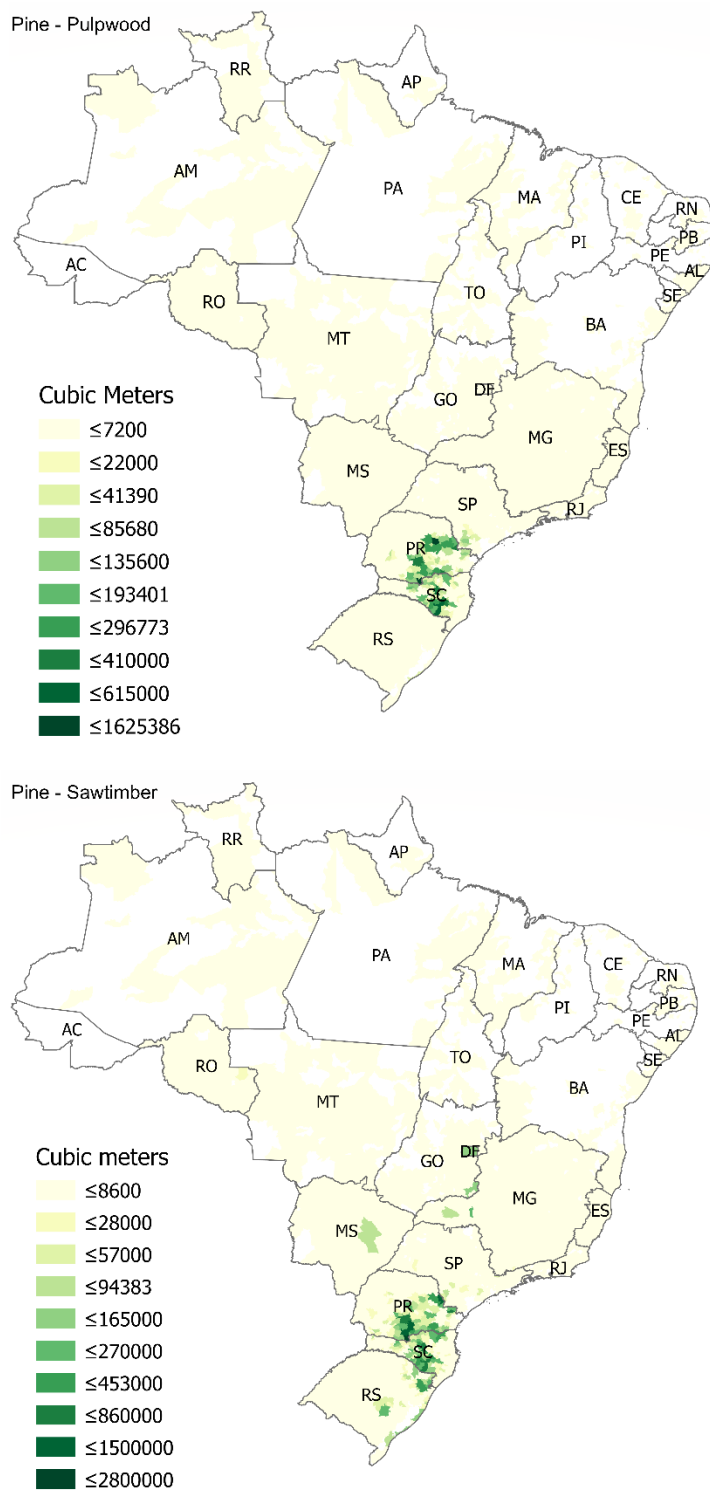 Pine - Pulpwood
RR
AP
AM
PA
MA
CE
RN
PB
PI
PE
AL
AC
SE
RO
TO
BA
MT
DF
GO
MG
ES
MS
SP
RJ
PR
SC
RS
Cubic Meters
≤7200
≤22000
≤41390
≤85680
≤135600
≤193401
≤296773
≤410000
≤615000
≤1625386
Pine - Sawtimber
RR
AP
AM
PA
MA
CE
RN
PB
PI
PE
AL
AC
SE
RO
TO
BA
MT
DF
GO
MG
ES
MS
SP
RJ
PR
SC
RS
Cubic meters
≤8600
≤28000
≤57000
≤94383
≤165000
≤270000
≤453000
≤860000
≤1500000
≤2800000